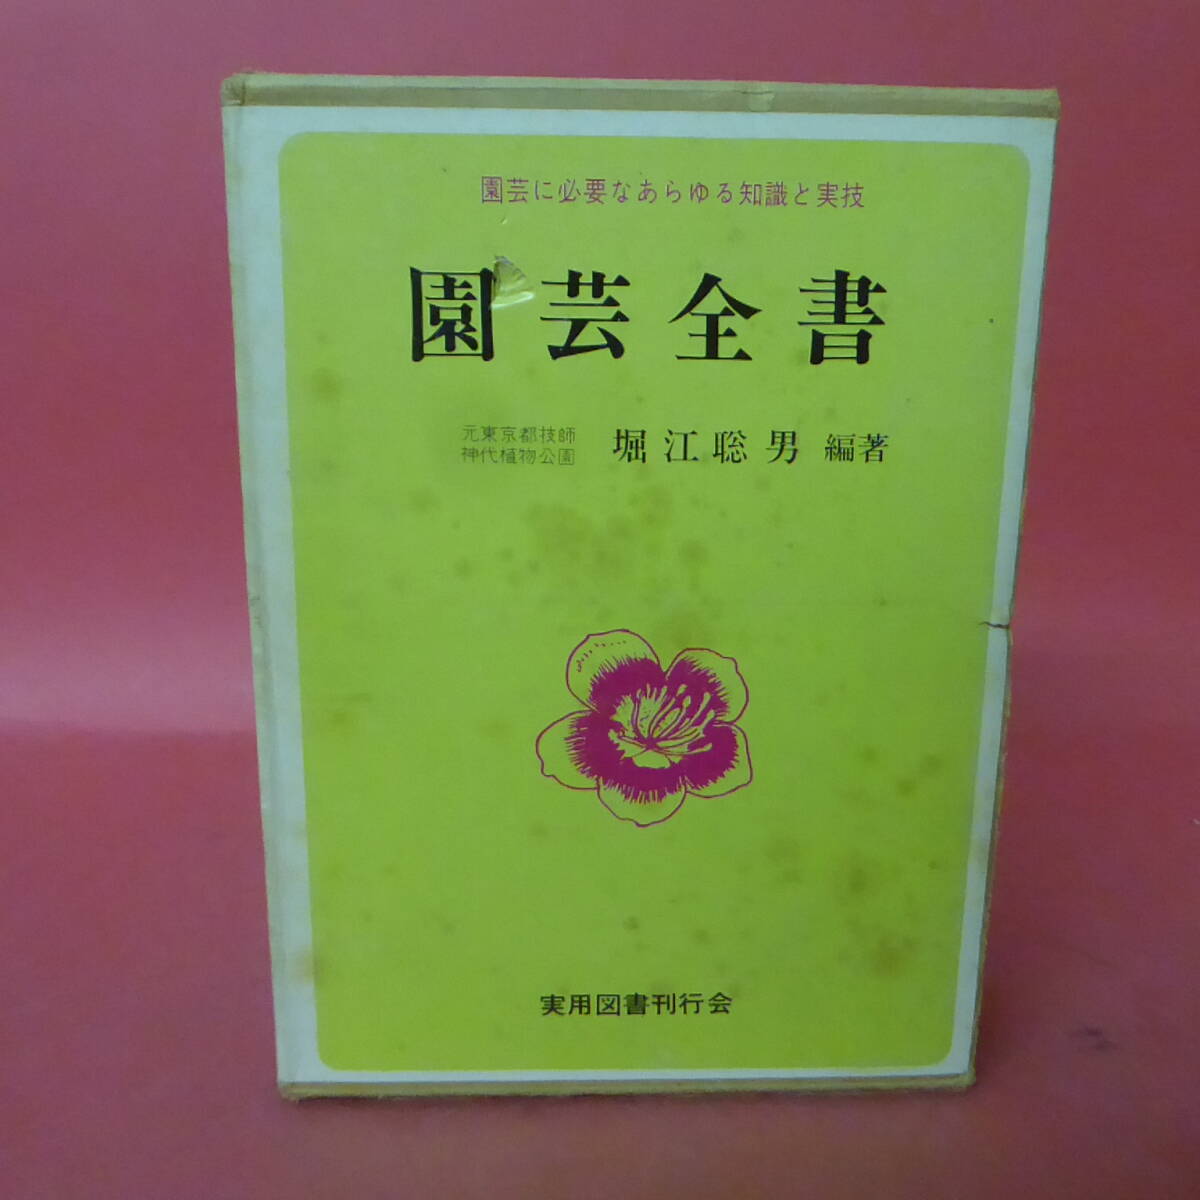 園芸に必要なあらゆる知識と実技
園芸全書
元東京都技師
神代植物公園
堀江聡男 編著
実用図書刊行会